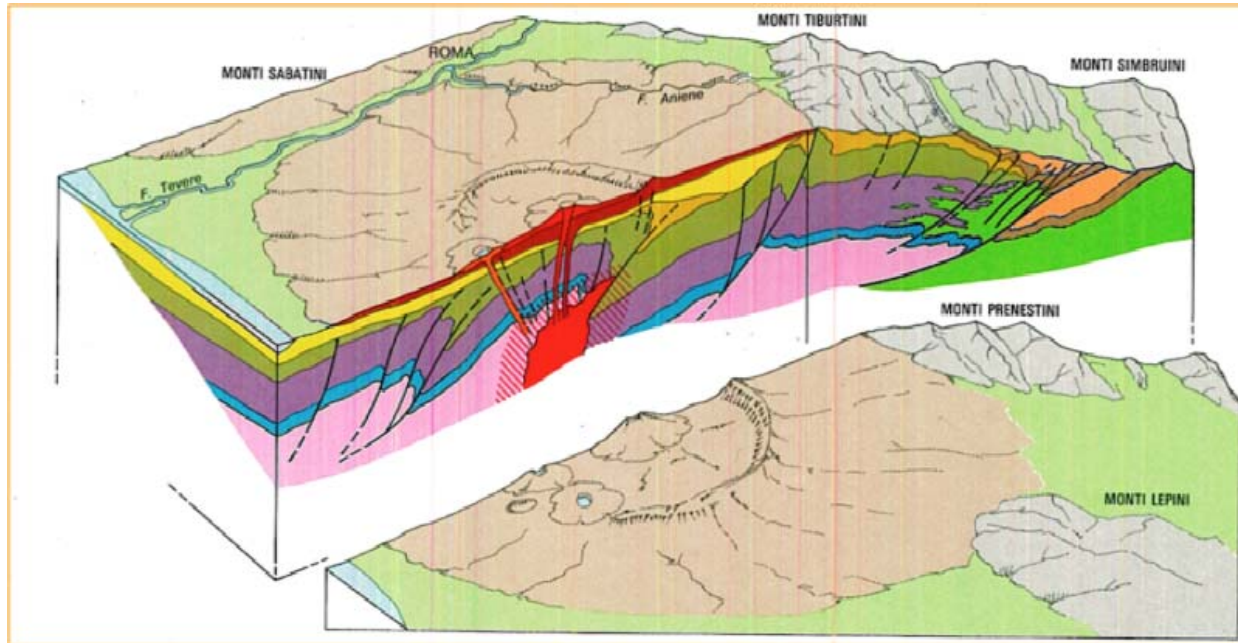 MONTI TIBURTINI
ROMA
MONTI SABATINI
MONTI SIMBRUINI
F. Aniene
F. Tevere
MONTI PRENESTINI
MONTI LEPINI